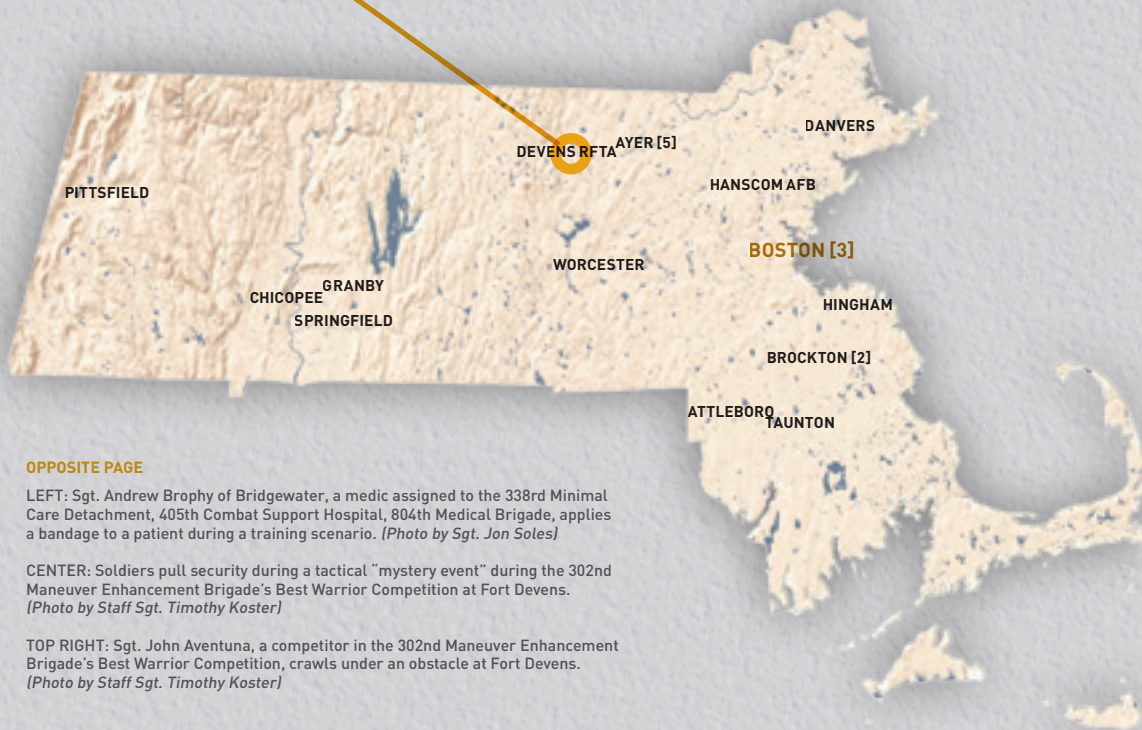 DANVERS
AYER [5]
DEVENS RFTA
HANSCOM AFB
PITTSFIELD
BOSTON [3]
WORCESTER
GRANBY
CHICOPEE
HINGHAM
SPRINGFIELD
BROCKTON [2]
ATTLEBORO
TAUNTON
OPPOSITE PAGE
LEFT: Sgt. Andrew Brophy of Bridgewater, a medic assigned to the 338rd Minimal
Care Detachment, 405th Combat Support Hospital, 804th Medical Brigade, applies
a bandage to a patient during a training scenario. (Photo by Sgt. Jon Soles)
CENTER: Soldiers pull security during a tactical “mystery event” during the 302nd
Maneuver Enhancement Brigade’s Best Warrior Competition at Fort Devens.
(Photo by Staff Sgt. Timothy Koster)
TOP RIGHT: Sgt. John Aventuna, a competitor in the 302nd Maneuver Enhancement
Brigade’s Best Warrior Competition, crawls under an obstacle at Fort Devens.
(Photo by Staff Sgt. Timothy Koster)